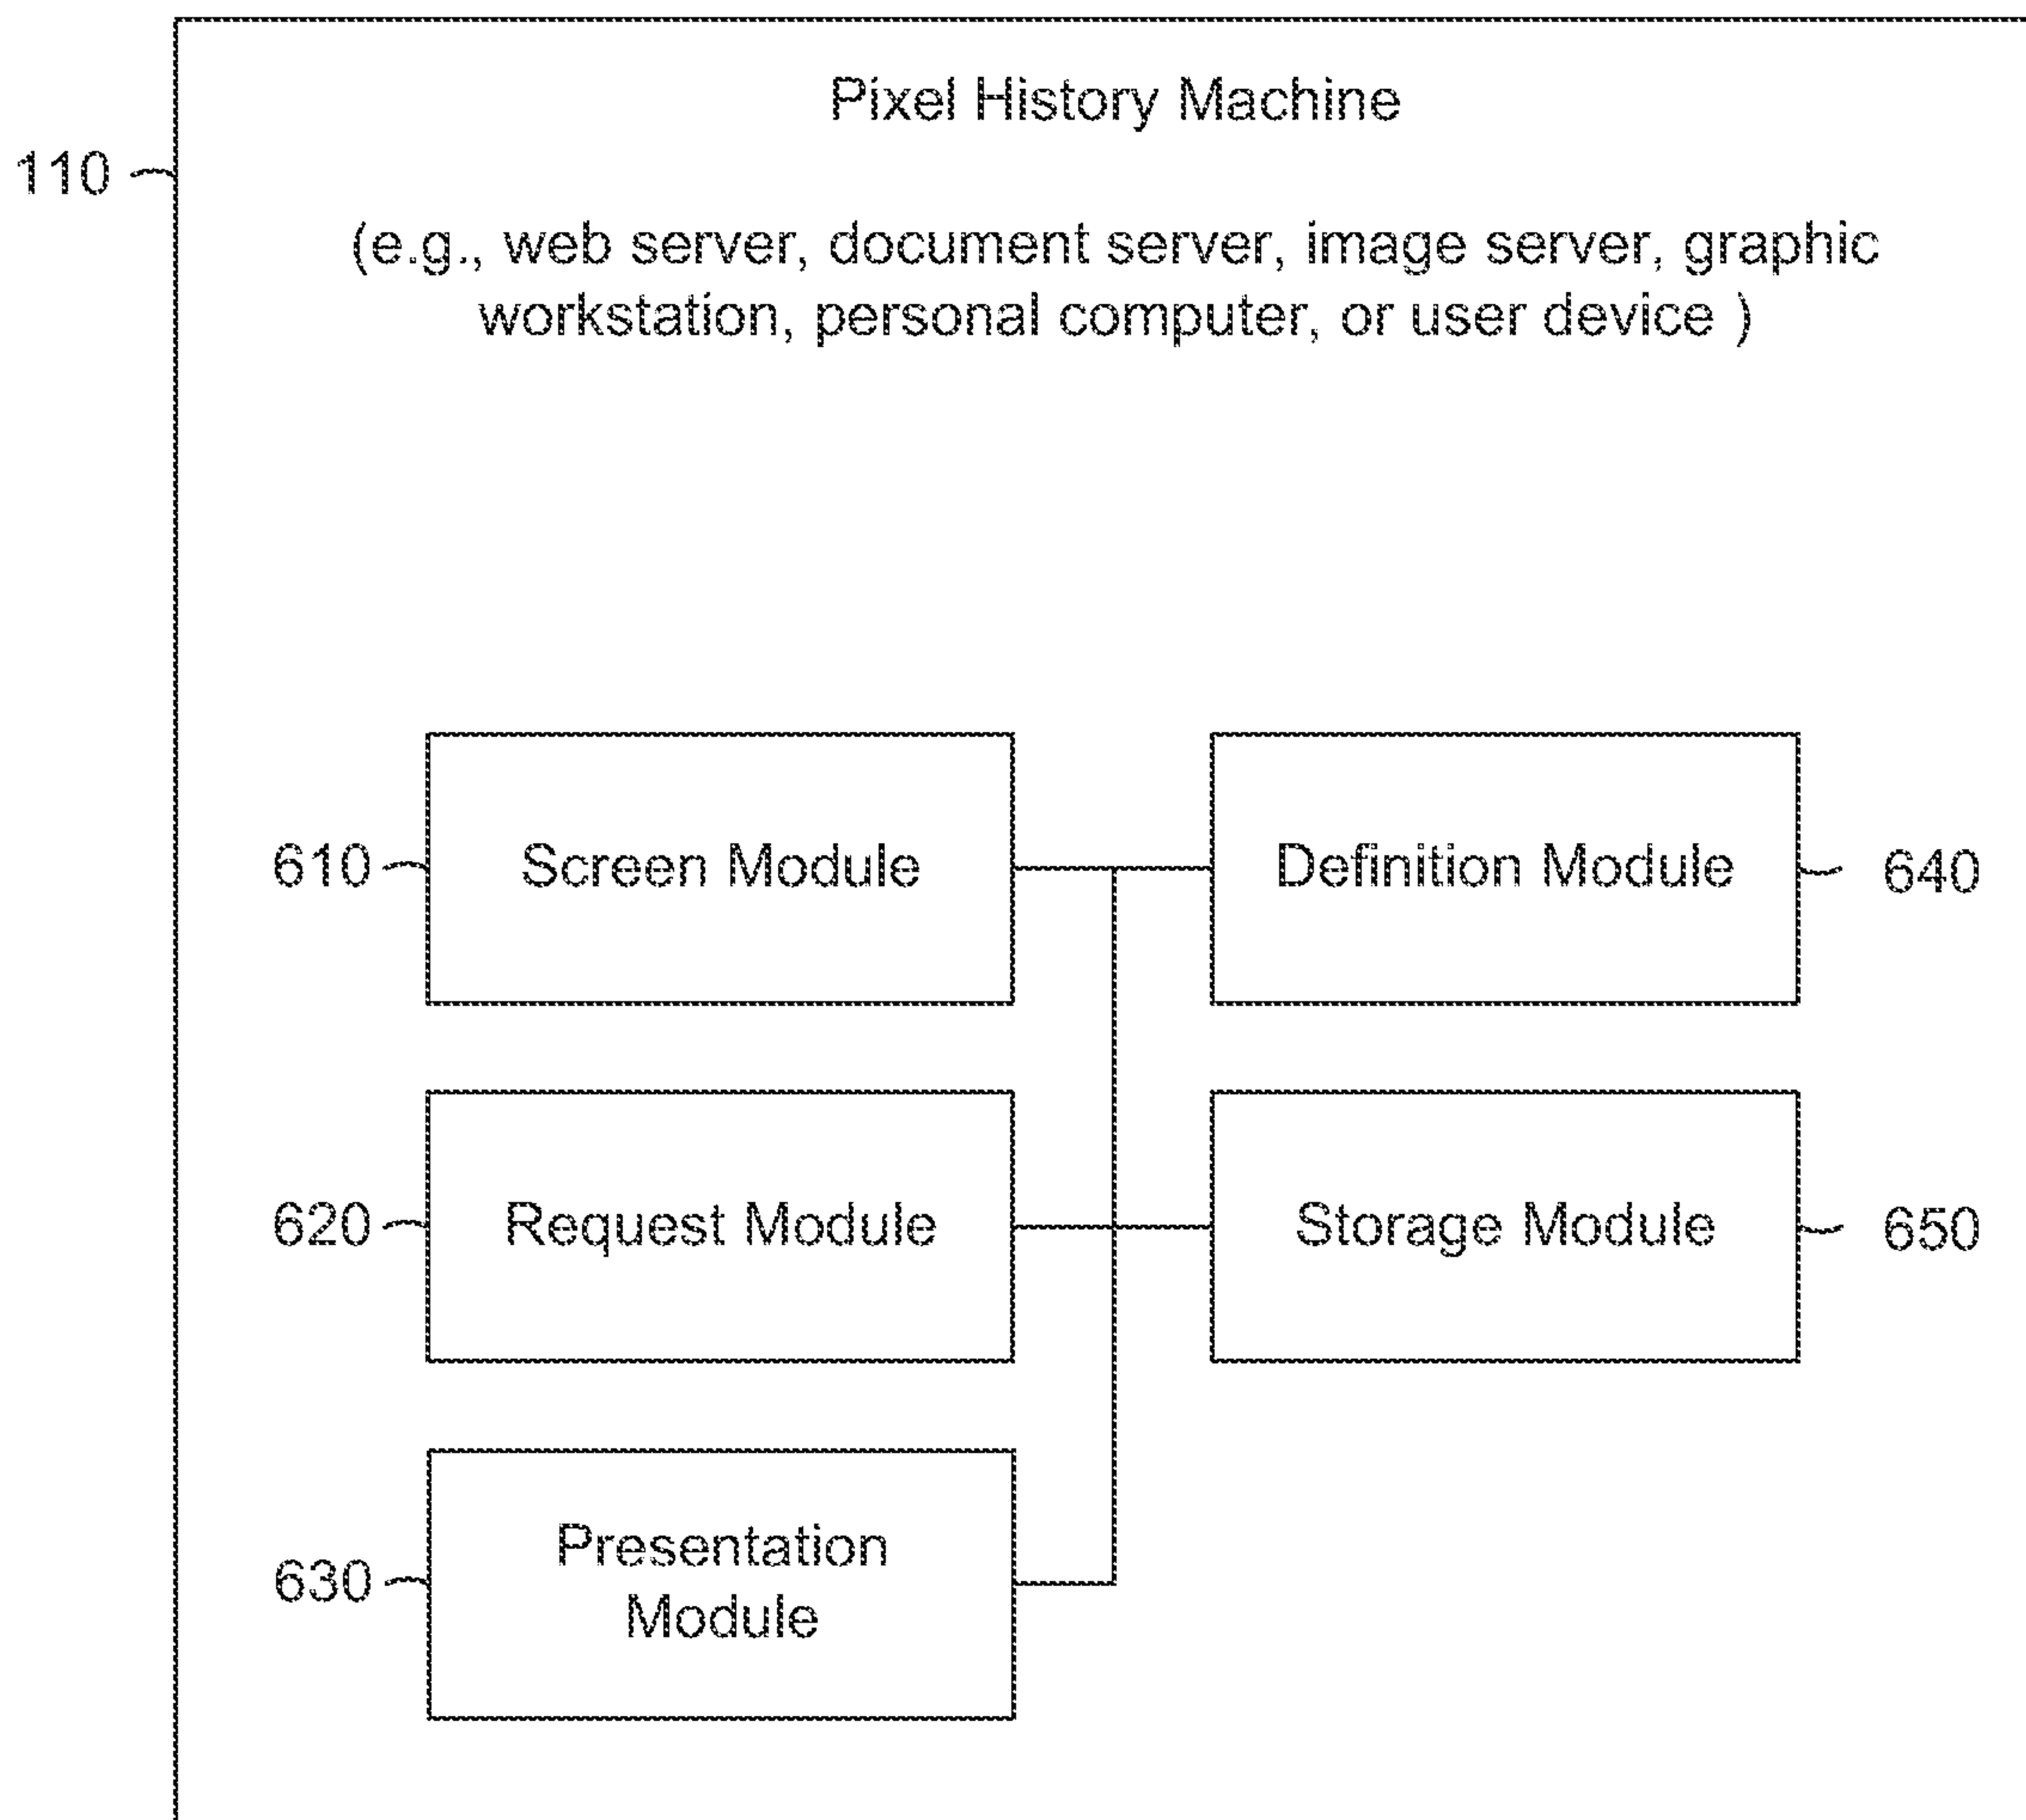 Pixel History Machine
110
(e.g., web server, document server, image server, graphic
workstation, personal computer, or user device )
610
Screen Module
Definition Module
640
620
Request Module
Storage Module
650
630
Presentation
Module